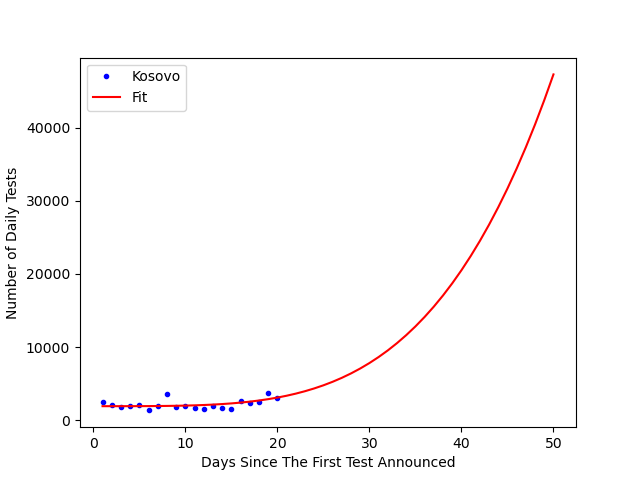 Kosovo
Fit
Number of Daily Tests
40000
30000
20000
10000
0
0 10 20 30 40 50
Days Since The First Test Announced